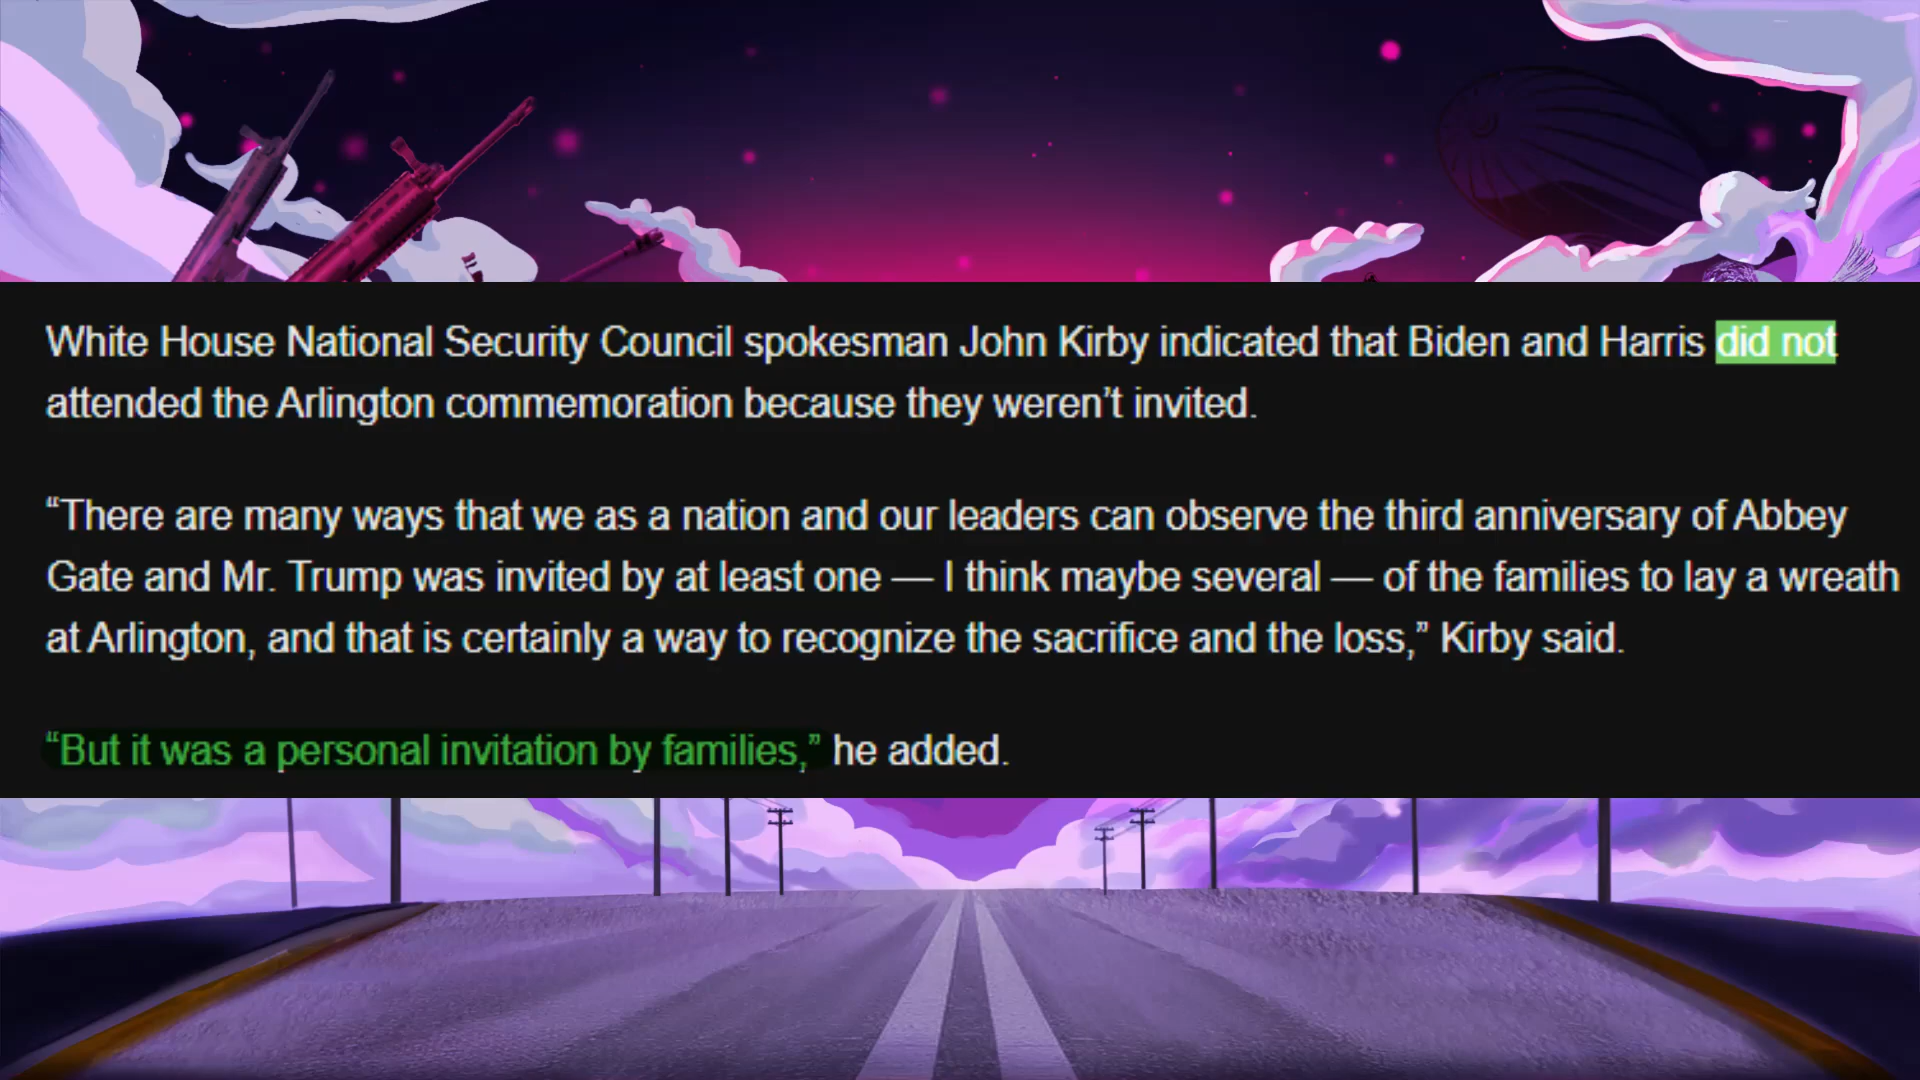 White House National Security Council spokesman John Kirby indicated that Biden and Harris did not
attended the Arlington commemoration because they weren’t invited.
“There are many ways that we as a nation and our leaders can observe the third anniversary of Abbey
Gate and Mr. Trump was invited by at least one — I think maybe several — of the families to lay a wreath
at Arlington, and that is certainly a way to recognize the sacrifice and the loss,” Kirby said.
“But it was a personal invitation by families,” he added.